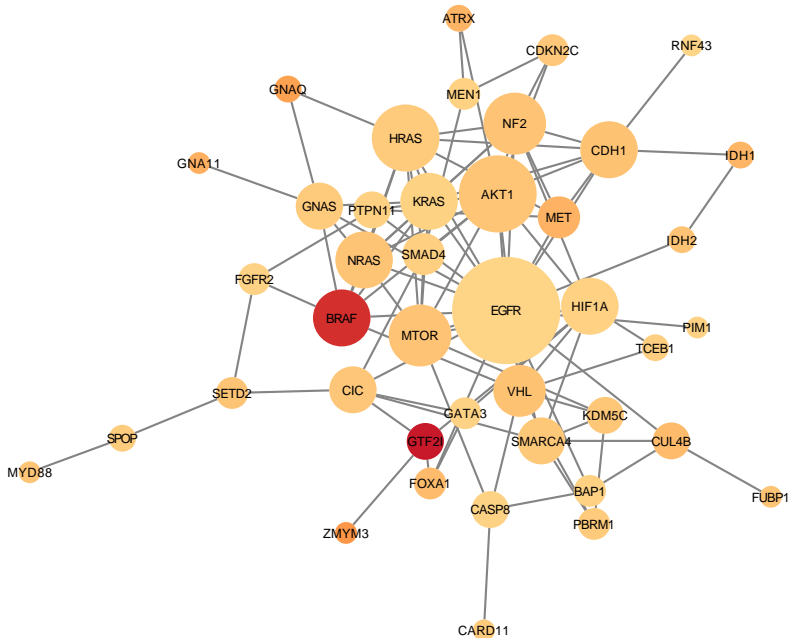 ATRX
RNF43
CDKN2C
GNAQ
MEN1
NF2
HRAS
CDH1
IDH1
GNA11
AKT1
KRAS
GNAS
PTPN11
MET
IDH2
SMAD4
NRAS
FGFR2
HIF1A
EGFR
BRAF
PIM1
MTOR
TCEB1
SETD2
CIC
VHL
GATA3
KDM5C
SPOP
GTF2I
SMARCA4
CUL4B
MYD88
FOXA1
BAP1
FUBP1
CASP8
PBRM1
ZMYM3
CARD11